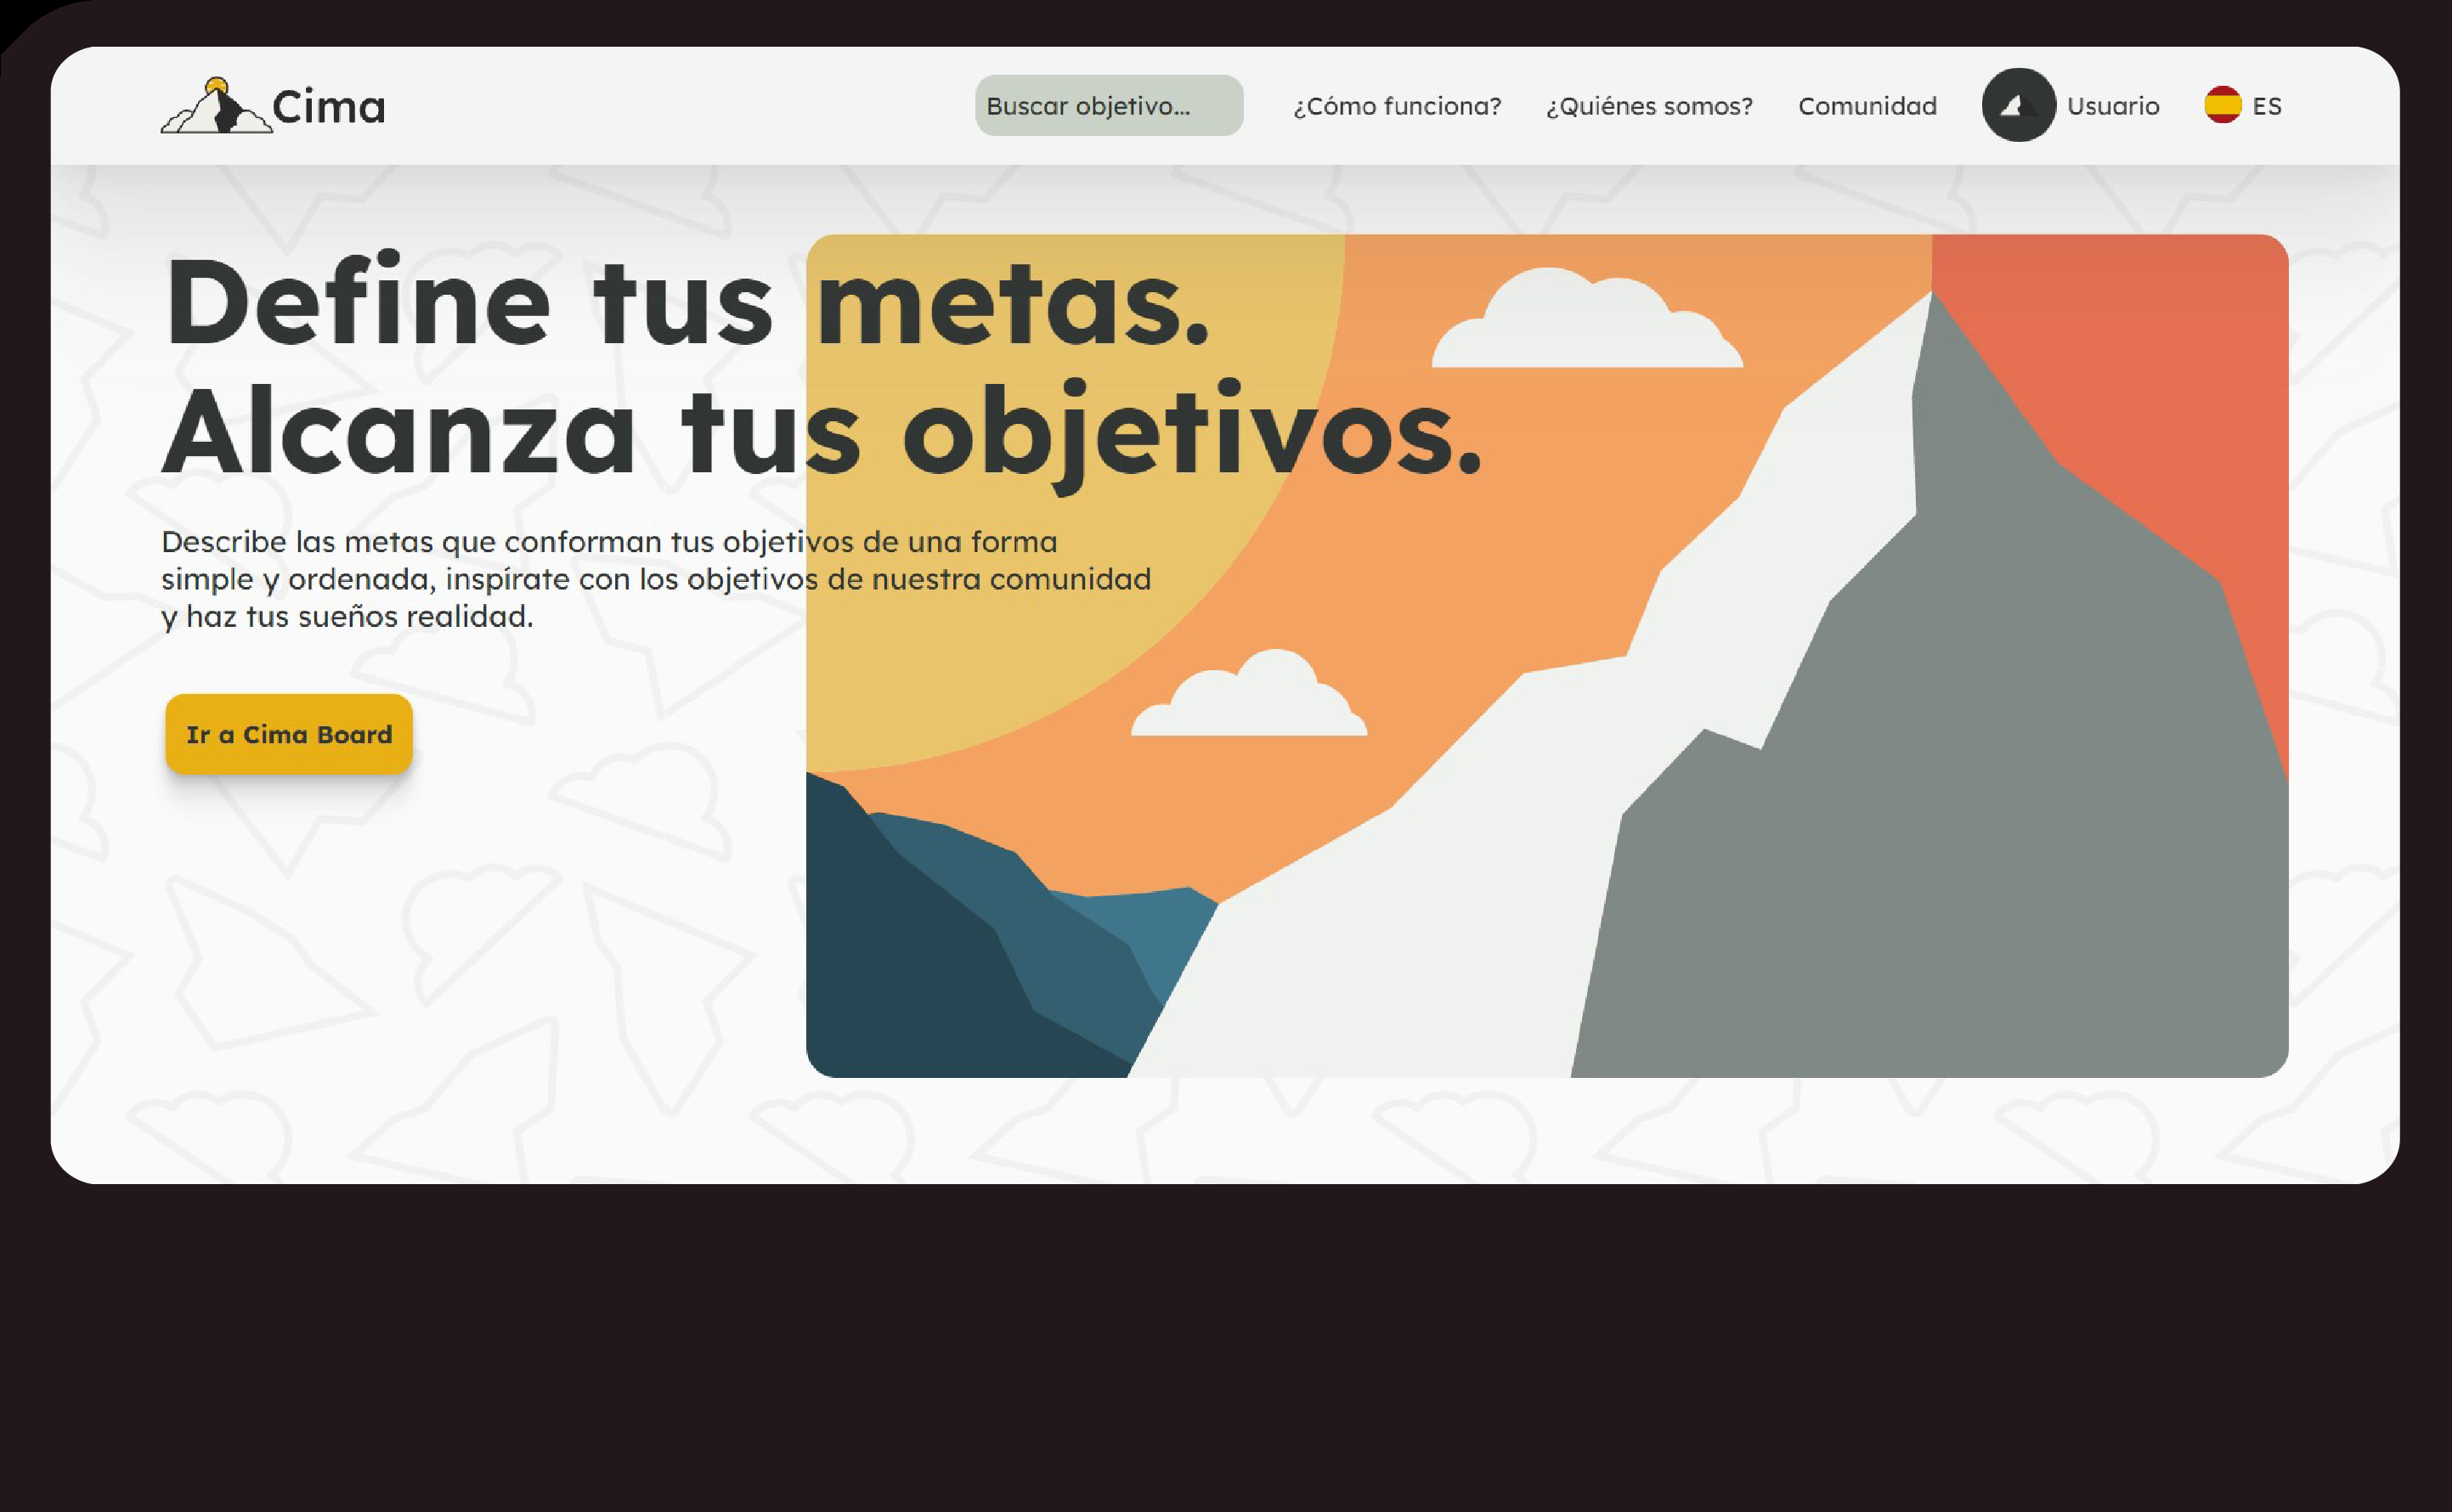 Cima
Buscar objetivo...
¿Cómo funciona?
¿Quiénes somos?
Comunidad
Usuario
ES
Define tus metas.
Alcanza tus objetivos.
Describe las metas que conforman tus objetivos de una forma
simple y ordenada, inspírate con los objetivos de nuestra comunidad
y haz tus sueños realidad.
Ir a Cima Board